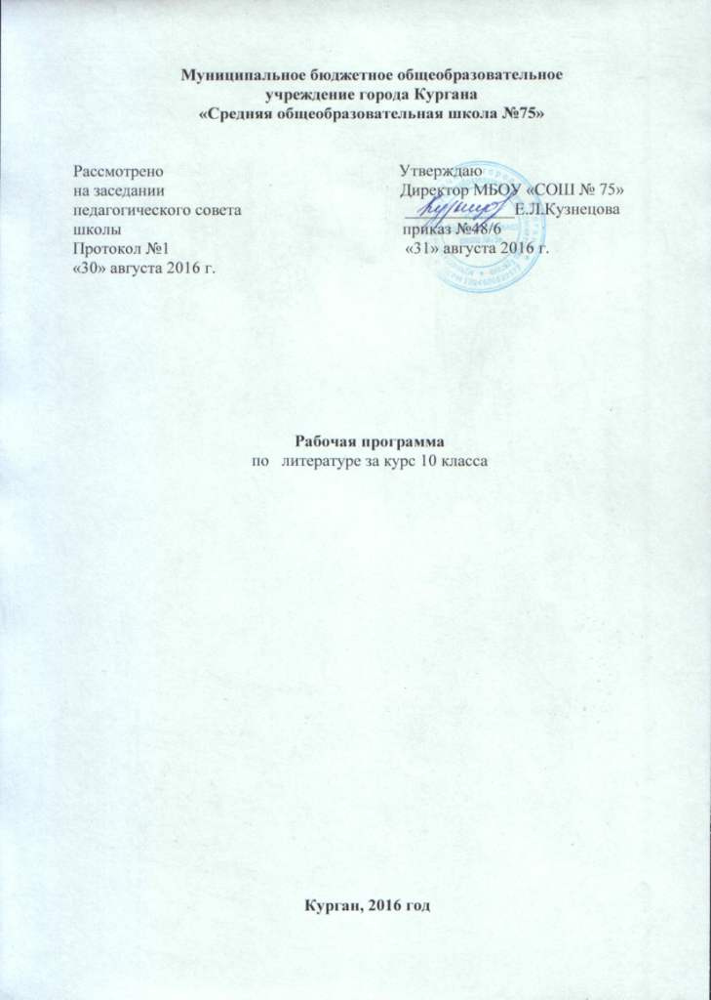 Муниципальное бюджетное общеобразовательное
учреждение города Кургана
«Средняя общеобразовательная школа №75»
Рассмотрено
на заседании
педагогического совета
школы
Протокол №1
«30» августа 2016 г.
Утверждаю
Директор МБОУ «СОШ № 75»
____________Е.Л.Кузнецова
приказ №48/6
«31» августа 2016 г.
Рабочая программа
по литературе за курс 10 класса
Курган, 2016 год